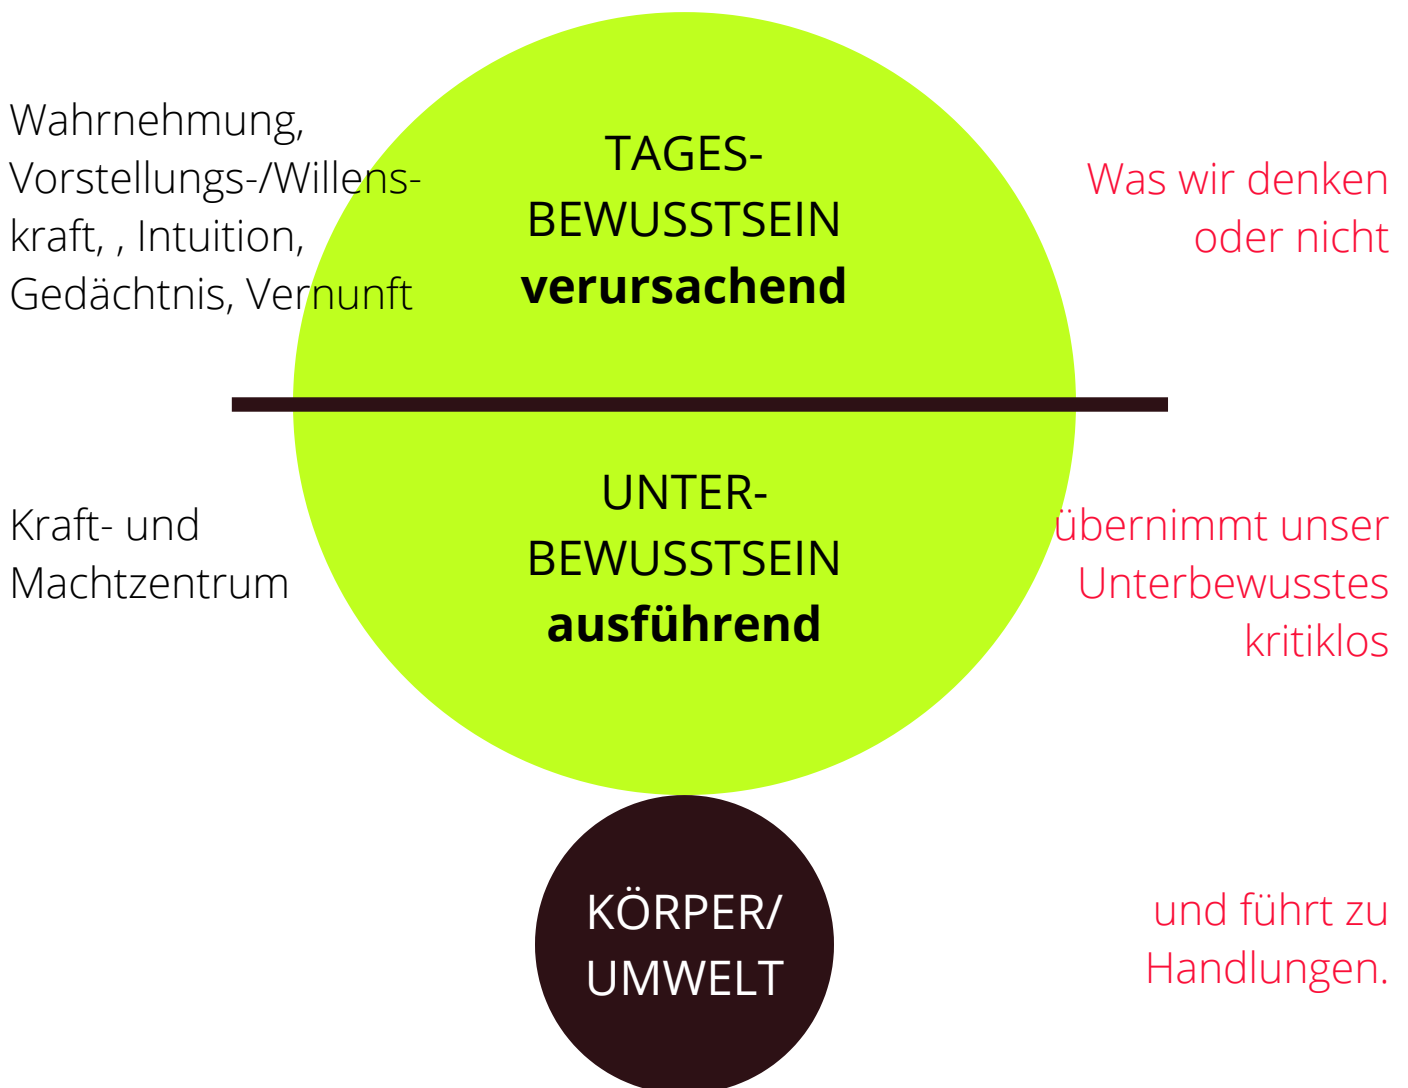 Wahrnehmung,
Vorstellungs-/Willens-
kraft, , Intuition,
Gedächtnis, Vernunft
TAGES-
BEWUSSTSEIN
verursachend
Was wir denken
oder nicht
Kraft- und
Machtzentrum
UNTER-
BEWUSSTSEIN
ausführend
übernimmt unser
Unterbewusstes
kritiklos
KÖRPER/
UMWELT
und führt zu
Handlungen.